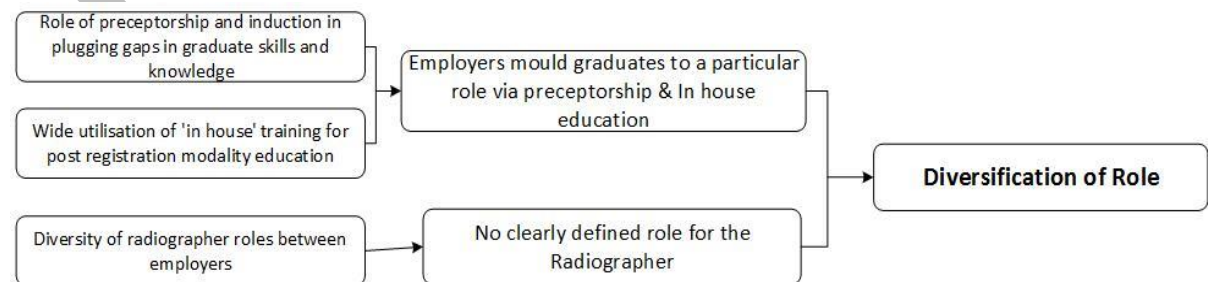 Role of preceptorship and induction in
plugging gaps in graduate skills and
knowledge
Wide utilisation of 'in house' training for
post registration modality education
Diversity of radiographer roles between
employers
Employers mould graduates to a particular
role via preceptorship & In house
education
No clearly defined role for the
Radiographer
Diversification of Role